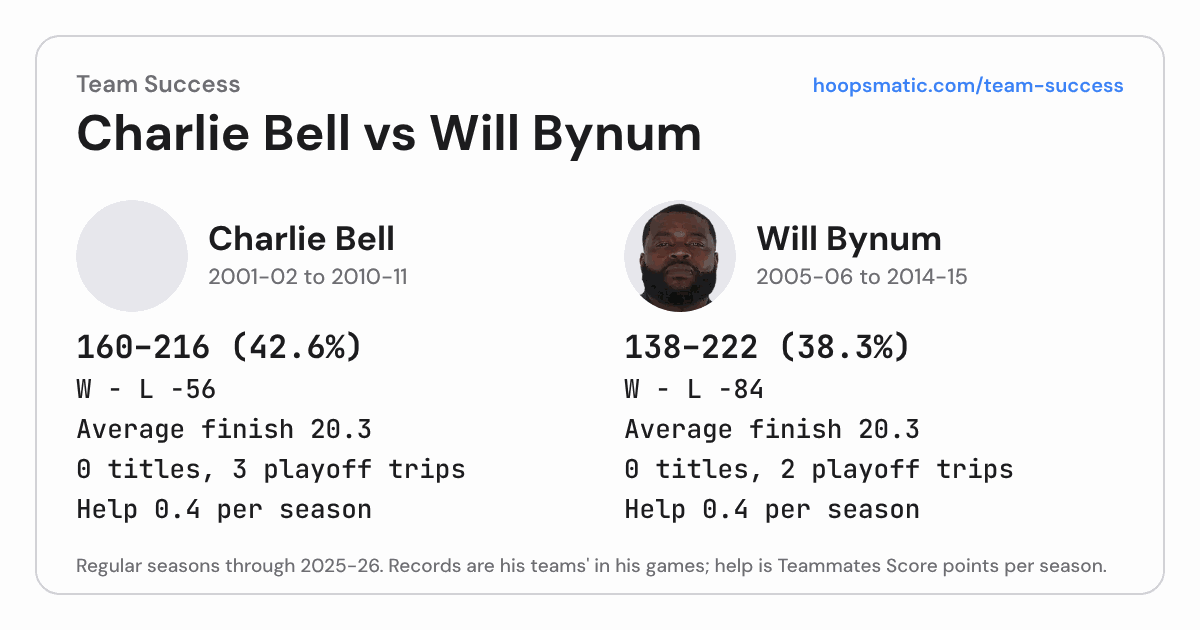 Team Success
hoopsmatic.com/team-success
Charlie Bell vs Will Bynum
Charlie Bell
2001-02 to 2010-11
160-216 (42.6%)
W - L -56
Average finish 20.3
0 titles, 3 playoff trips
Help 0.4 per season
Will Bynum
2005-06 to 2014-15
138-222 (38.3%)
W - L -84
Average finish 20.3
0 titles, 2 playoff trips
Help 0.4 per season
Regular seasons through 2025-26. Records are his teams' in his games; help is Teammates Score points per season.